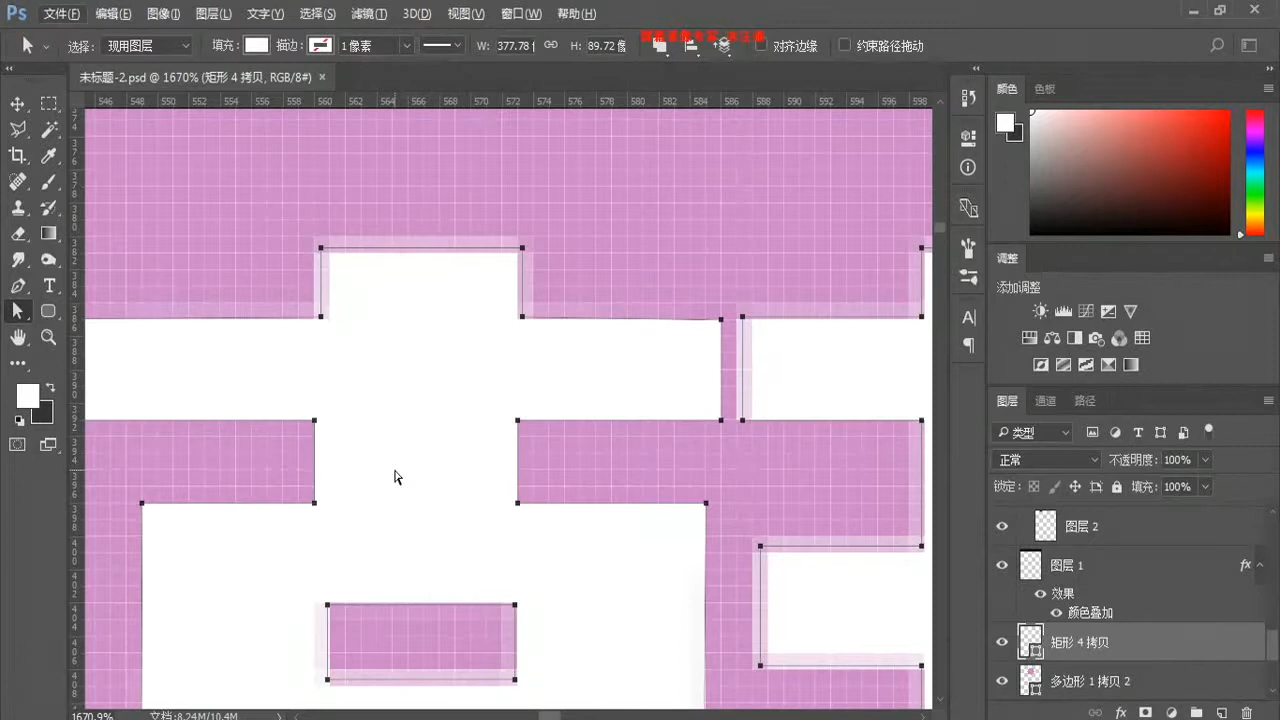 Ps 文件(F) 编辑(E) 图像(I) 图层(L) 文字(Y) 选择(S) 滤镜(T) 3D(D) 视图(V) 窗口(W) 帮助(H)
选择: 现用图层 填充: 描边: 1 像素 W: 377.78 H: 89.72 像 对齐边缘 约束路径拖动
未标题-2.psd @ 1670% (矩形 4 拷贝, RGB/8#) ×
颜色 色板
546 548 550 552 554 556 558 560 562 564 566 568 570 572 574 576 578 580 582 584 586 588 590 592 594 596 598
调整
添加调整
图层 通道 路径
类型
正常 不透明度: 100%
锁定: 填充: 100%
图层 2
图层 1 fx
效果
颜色叠加
矩形 4 拷贝
多边形 1 拷贝 2
1670.9% 文档:8.24M/10.4M